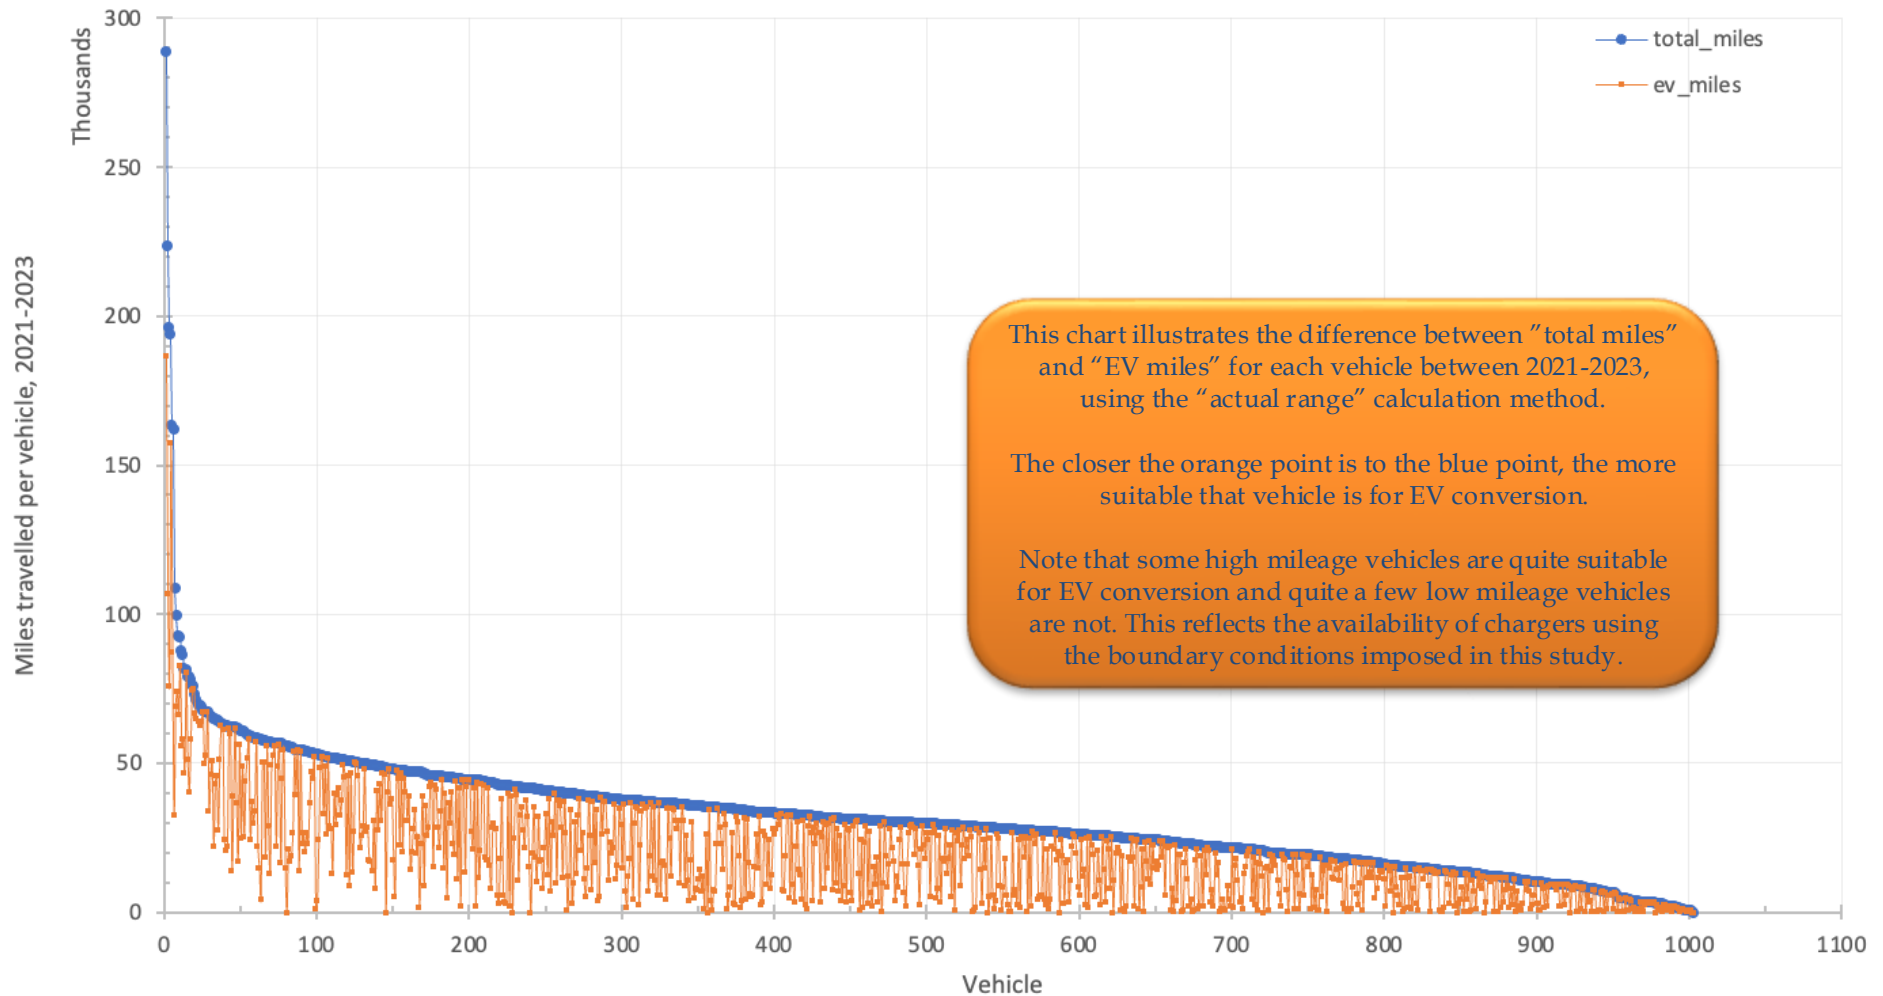 300
250
200
150
100
50
0
Thousands
Miles travelled per vehicle, 2021-2023
total_miles
ev_miles
This chart illustrates the difference between ”total miles”
and “EV miles” for each vehicle between 2021-2023,
using the “actual range” calculation method.
The closer the orange point is to the blue point, the more
suitable that vehicle is for EV conversion.
Note that some high mileage vehicles are quite suitable
for EV conversion and quite a few low mileage vehicles
are not. This reflects the availability of chargers using
the boundary conditions imposed in this study.
0 100 200 300 400 500 600 700 800 900 1000 1100
Vehicle